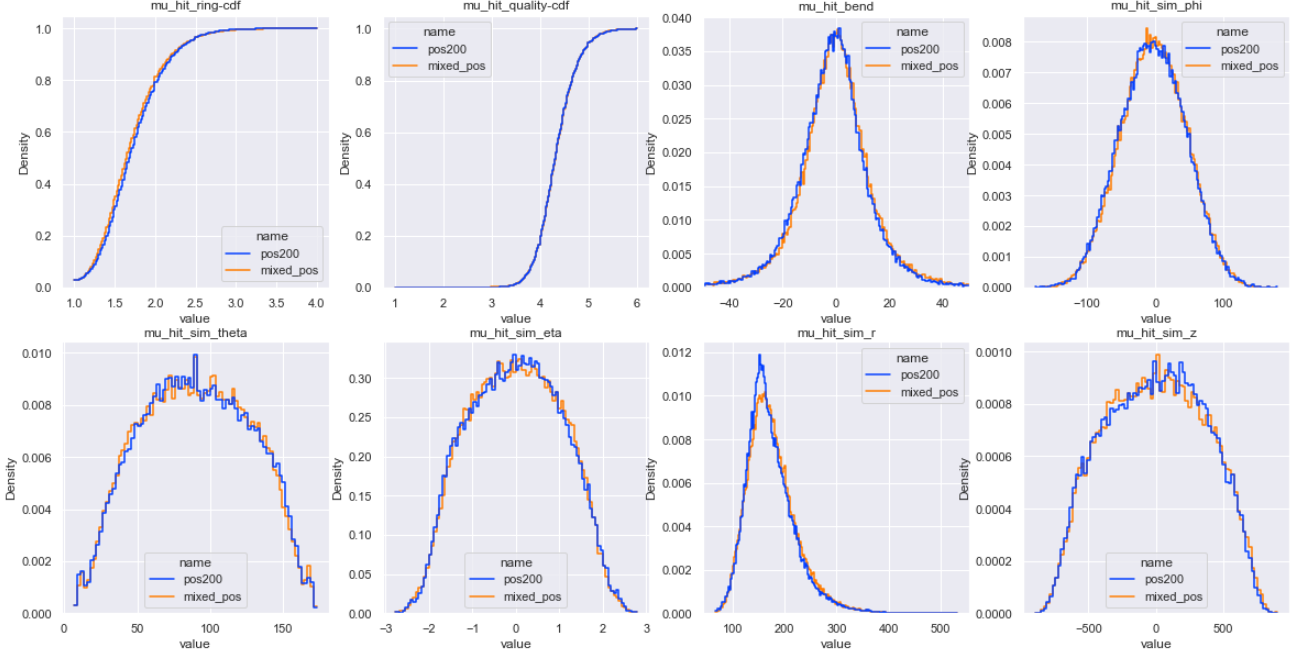 mu_hit_ring-cdf
1.0
0.8
0.6
0.4
0.2
0.0
Density
name
pos200
mixed_pos
1.0 1.5 2.0 2.5 3.0 3.5 4.0
value
mu_hit_quality-cdf
1.0
0.8
0.6
0.4
0.2
0.0
Density
name
pos200
mixed_pos
1 2 3 4 5 6
value
mu_hit_bend
0.040
0.035
0.030
0.025
0.020
0.015
0.010
0.005
0.000
Density
name
pos200
mixed_pos
−40 −20 0 20 40
value
mu_hit_sim_phi
0.008
0.007
0.006
0.005
0.004
0.003
0.002
0.001
0.000
Density
name
pos200
mixed_pos
−100 0 100
value
mu_hit_sim_theta
0.010
0.008
0.006
0.004
0.002
0.000
Density
name
pos200
mixed_pos
0 50 100 150
value
mu_hit_sim_eta
0.30
0.25
0.20
0.15
0.10
0.05
0.00
Density
name
pos200
mixed_pos
−3 −2 −1 0 1 2 3
value
mu_hit_sim_r
0.012
0.010
0.008
0.006
0.004
0.002
0.000
Density
name
pos200
mixed_pos
100 200 300 400 500
value
mu_hit_sim_z
0.0010
0.0008
0.0006
0.0004
0.0002
0.0000
Density
name
pos200
mixed_pos
−500 0 500
value